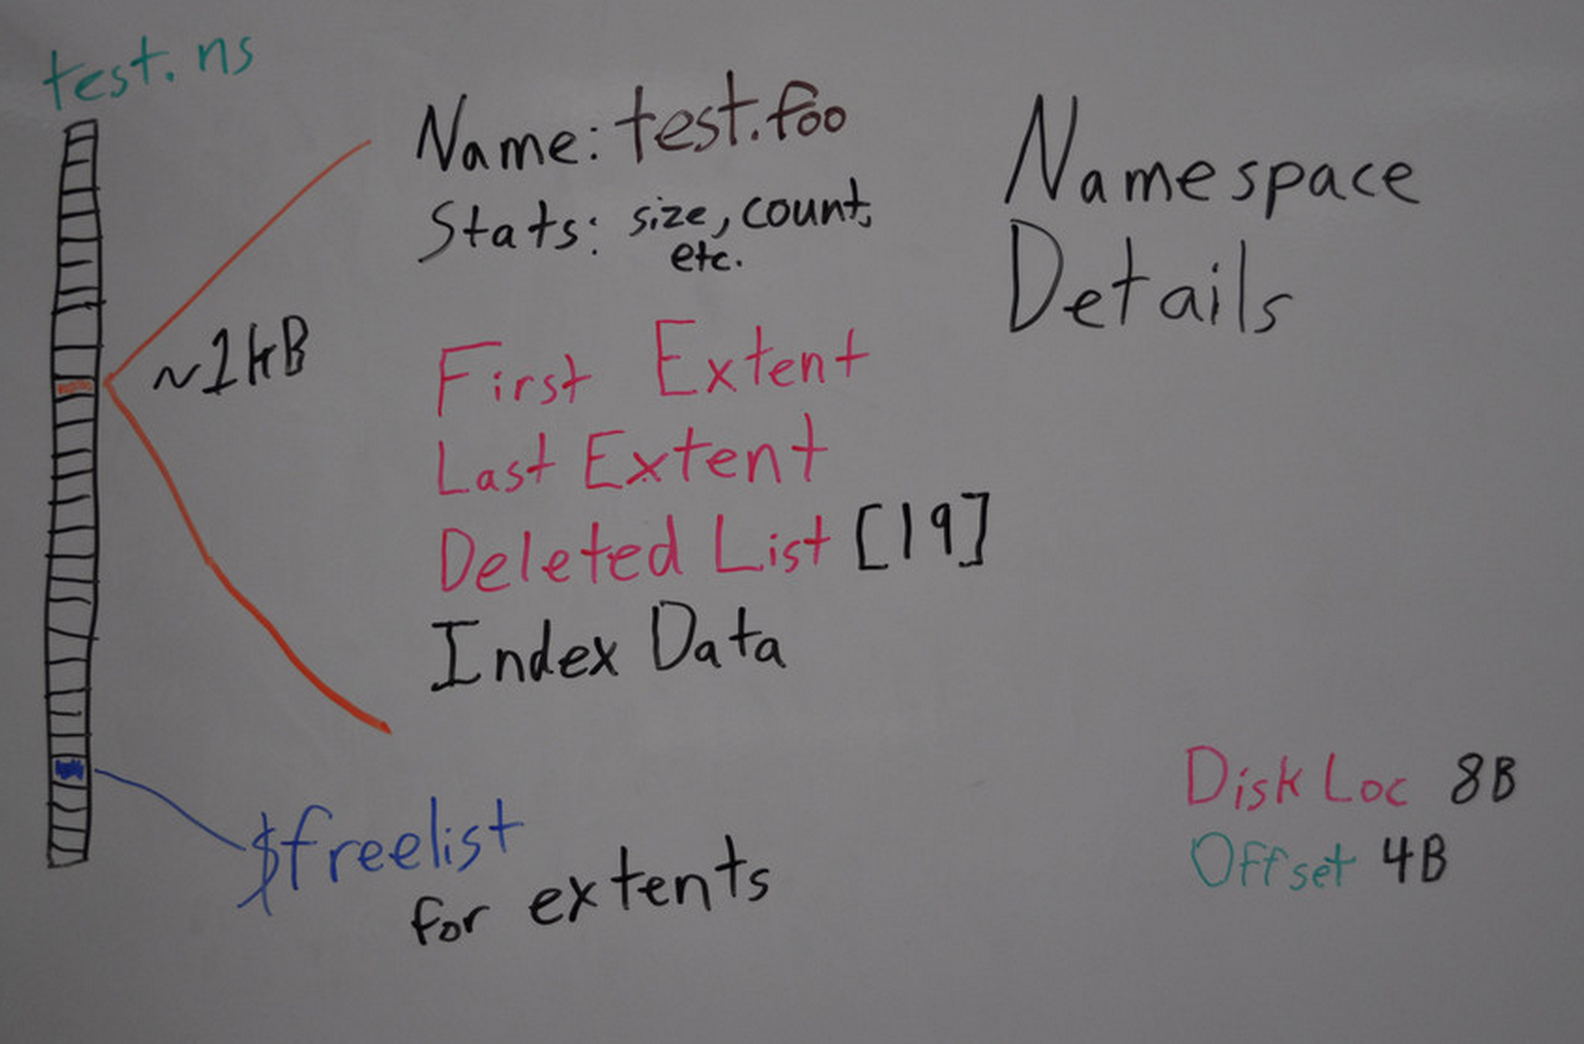 test.ns
Name: test.foo
Stats: size, count,
etc.
Namespace
Details
~1kB
First Extent
Last Extent
Deleted List [19]
Index Data
$freelist
for extents
Disk Loc 8B
Offset 4B